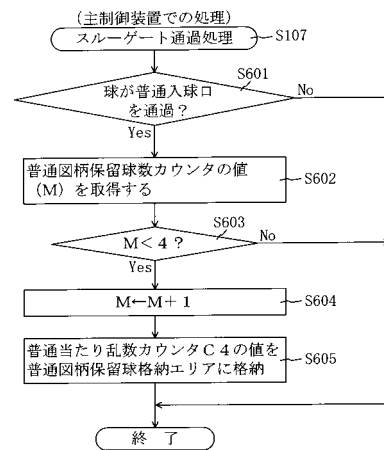 (主制御装置での処理)
スルーゲート通過処理
S107
S601
球が普通入球口
を通過？
No
Yes
普通図柄保留球数カウンタの値
(M)を取得する
S602
S603
M＜4？
No
Yes
M←M＋1
S604
普通当たり乱数カウンタC4の値を
普通図柄保留球格納エリアに格納
S605
終 了